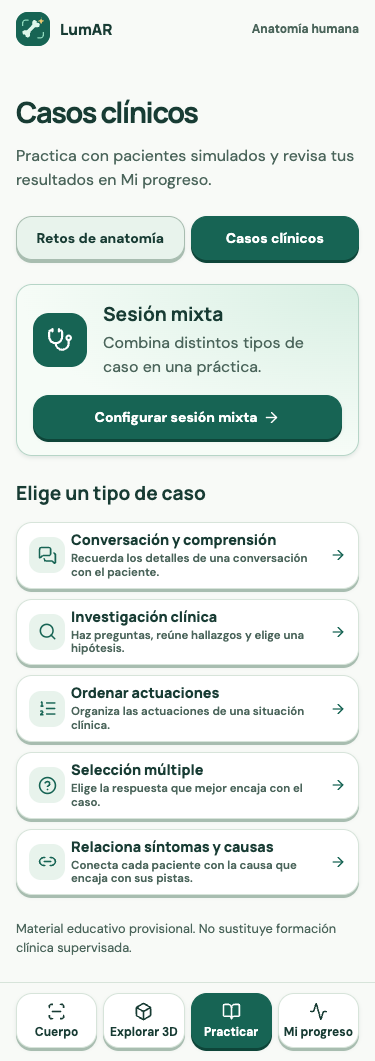 LumAR
Anatomía humana
Casos clínicos
Practica con pacientes simulados y revisa tus
resultados en Mi progreso.
Retos de anatomía
Casos clínicos
Sesión mixta
Combina distintos tipos de
caso en una práctica.
Configurar sesión mixta →
Elige un tipo de caso
Conversación y comprensión
Recuerda los detalles de una conversación
con el paciente.
Investigación clínica
Haz preguntas, reúne hallazgos y elige una
hipótesis.
Ordenar actuaciones
Organiza las actuaciones de una situación
clínica.
Selección múltiple
Elige la respuesta que mejor encaja con el
caso.
Relaciona síntomas y causas
Conecta cada paciente con la causa que
encaja con sus pistas.
Material educativo provisional. No sustituye formación
clínica supervisada.
Cuerpo
Explorar 3D
Practicar
Mi progreso